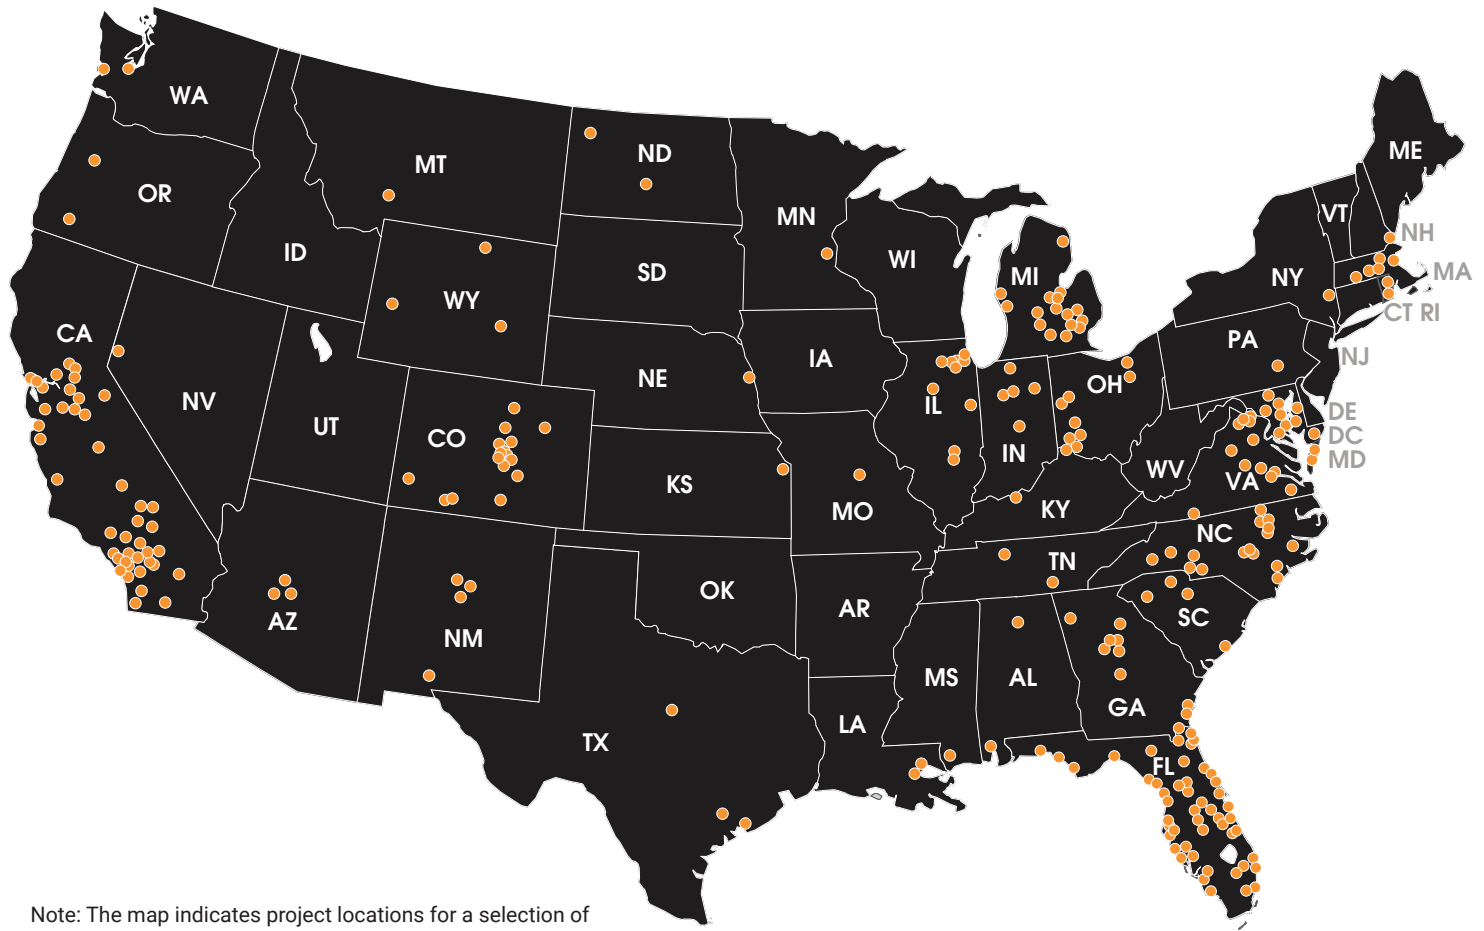 WA
ME
MT
ND
OR
VT
MN
NH
ID
WI
SD
MI
NY
MA
WY
CT RI
CA
PA
NJ
IA
NE
OH
NV
IL
DE
UT
CO
DC
IN
MD
WV
KS
VA
MO
KY
NC
TN
OK
AR
SC
AZ
NM
MS
AL
GA
LA
TX
FL
Note: The map indicates project locations for a selection of